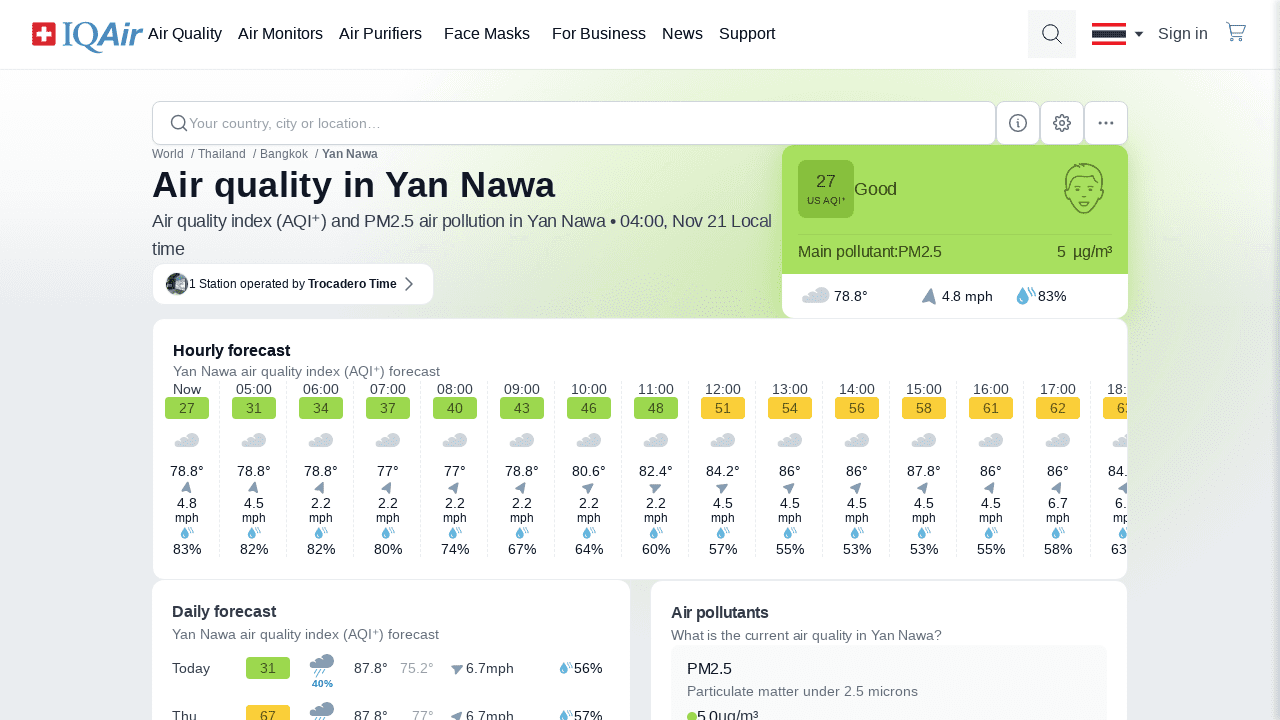 IQAir Air Quality Air Monitors Air Purifiers Face Masks For Business News Support Sign in
Your country, city or location…
World / Thailand / Bangkok / Yan Nawa
Air quality in Yan Nawa
Air quality index (AQI⁺) and PM2.5 air pollution in Yan Nawa • 04:00, Nov 21 Local
time
1 Station operated by Trocadero Time
27
US AQI⁺
Good
Main pollutant:PM2.5 5 µg/m³
78.8° 4.8 mph 83%
Hourly forecast
Yan Nawa air quality index (AQI⁺) forecast
Now 05:00 06:00 07:00 08:00 09:00 10:00 11:00 12:00 13:00 14:00 15:00 16:00 17:00 18:
27 31 34 37 40 43 46 48 51 54 56 58 61 62
78.8° 78.8° 78.8° 77° 77° 78.8° 80.6° 82.4° 84.2° 86° 86° 87.8° 86° 86° 84.
4.8 4.5 2.2 2.2 2.2 2.2 2.2 2.2 4.5 4.5 4.5 4.5 4.5 6.7 6.
mph mph mph mph mph mph mph mph mph mph mph mph mph mph
83% 82% 82% 80% 74% 67% 64% 60% 57% 55% 53% 53% 55% 58% 63
Daily forecast
Yan Nawa air quality index (AQI⁺) forecast
Today 31 40% 87.8° 75.2° 6.7mph 56%
Thu 67 87.8° 77° 6.7mph 57%
Air pollutants
What is the current air quality in Yan Nawa?
PM2.5
Particulate matter under 2.5 microns
5.0µg/m³